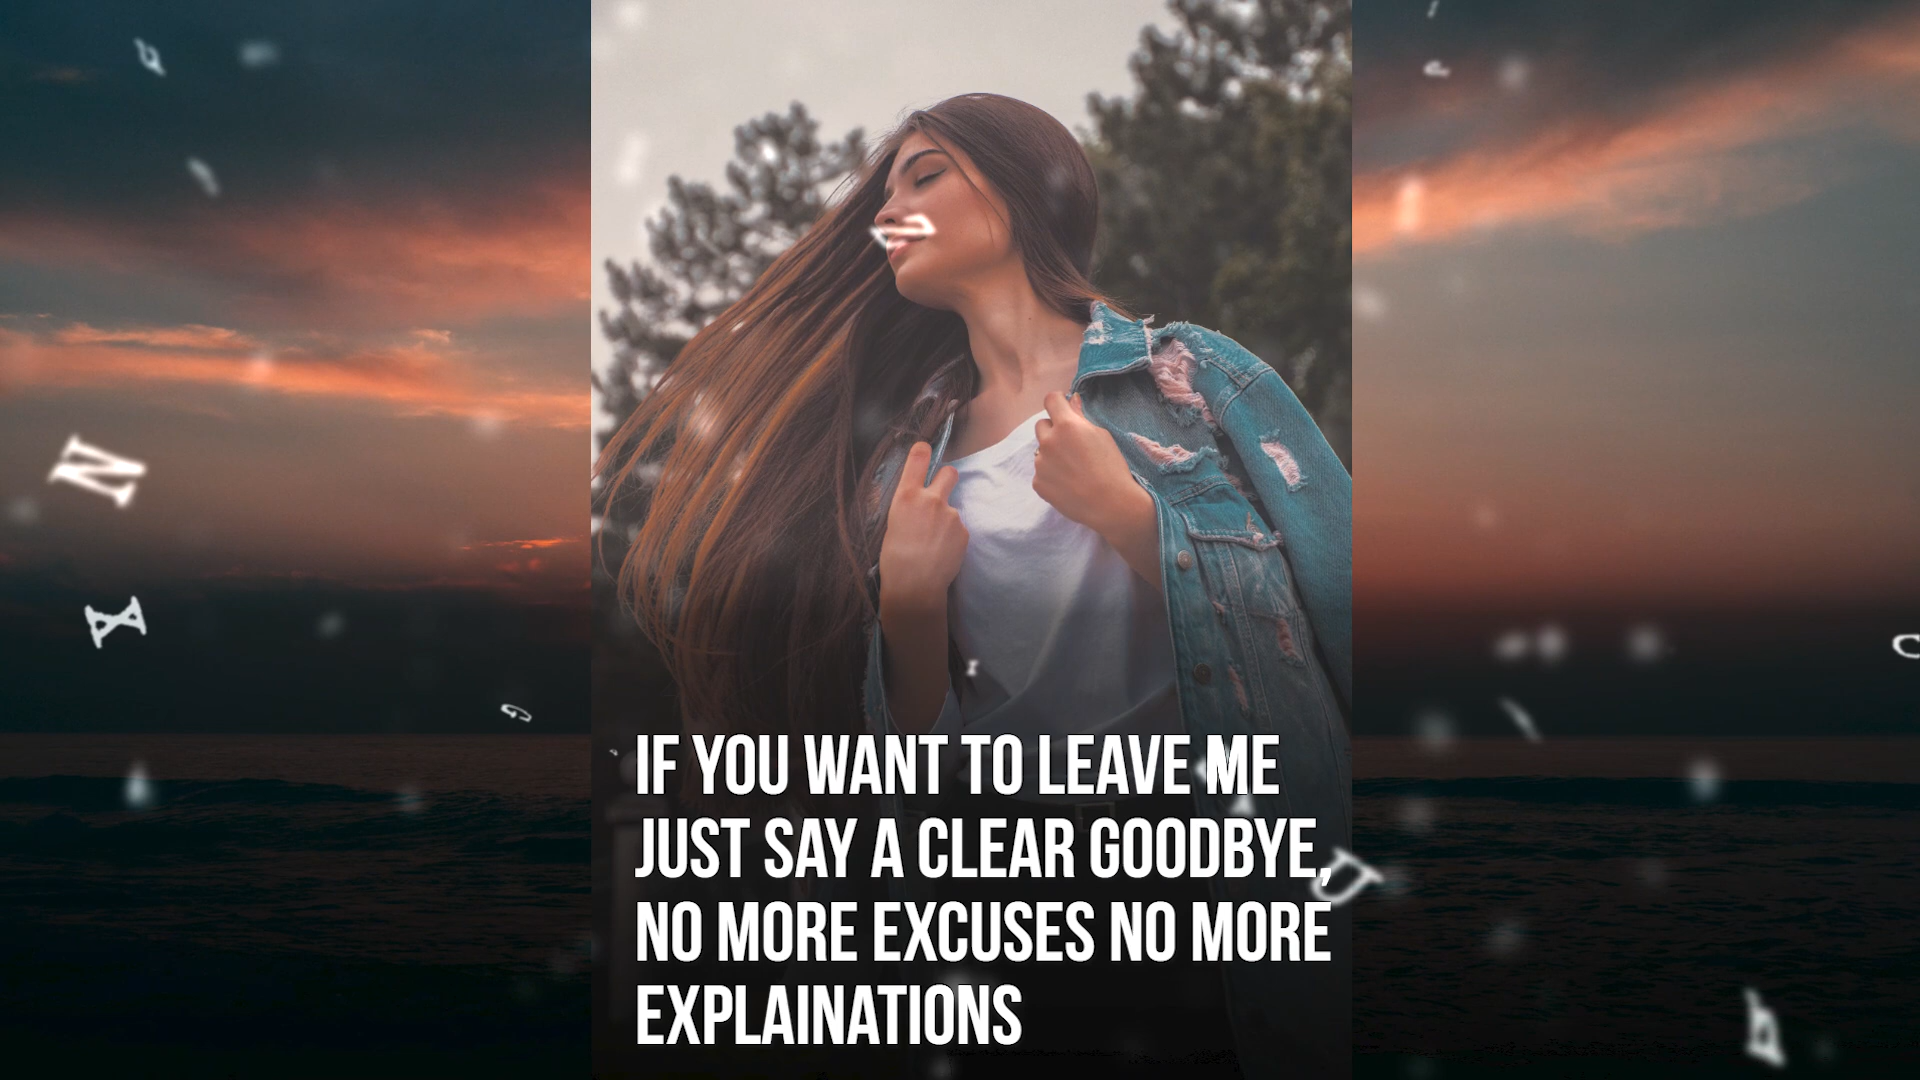 IF YOU WANT TO LEAVE ME
JUST SAY A CLEAR GOODBYE,
NO MORE EXCUSES NO MORE
EXPLAINATIONS